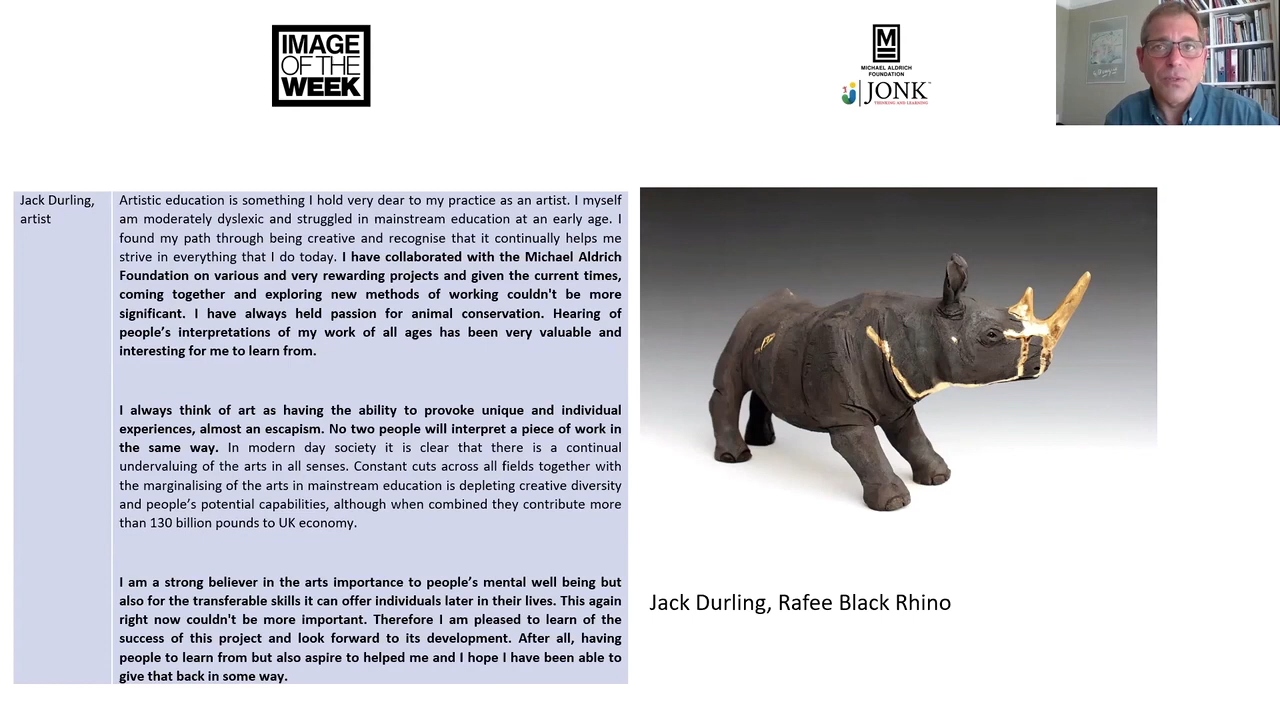 IMAGE
OF THE
WEEK
M
MICHAEL ALDRICH
FOUNDATION
JONK™
THINKING AND LEARNING
Jack Durling,
artist
Artistic education is something I hold very dear to my practice as an artist. I myself
am moderately dyslexic and struggled in mainstream education at an early age. I
found my path through being creative and recognise that it continually helps me
strive in everything that I do today. I have collaborated with the Michael Aldrich
Foundation on various and very rewarding projects and given the current times,
coming together and exploring new methods of working couldn't be more
significant. I have always held passion for animal conservation. Hearing of
people’s interpretations of my work of all ages has been very valuable and
interesting for me to learn from.
I always think of art as having the ability to provoke unique and individual
experiences, almost an escapism. No two people will interpret a piece of work in
the same way. In modern day society it is clear that there is a continual
undervaluing of the arts in all senses. Constant cuts across all fields together with
the marginalising of the arts in mainstream education is depleting creative diversity
and people’s potential capabilities, although when combined they contribute more
than 130 billion pounds to UK economy.
I am a strong believer in the arts importance to people’s mental well being but
also for the transferable skills it can offer individuals later in their lives. This again
right now couldn't be more important. Therefore I am pleased to learn of the
success of this project and look forward to its development. After all, having
people to learn from but also aspire to helped me and I hope I have been able to
give that back in some way.
Jack Durling, Rafee Black Rhino